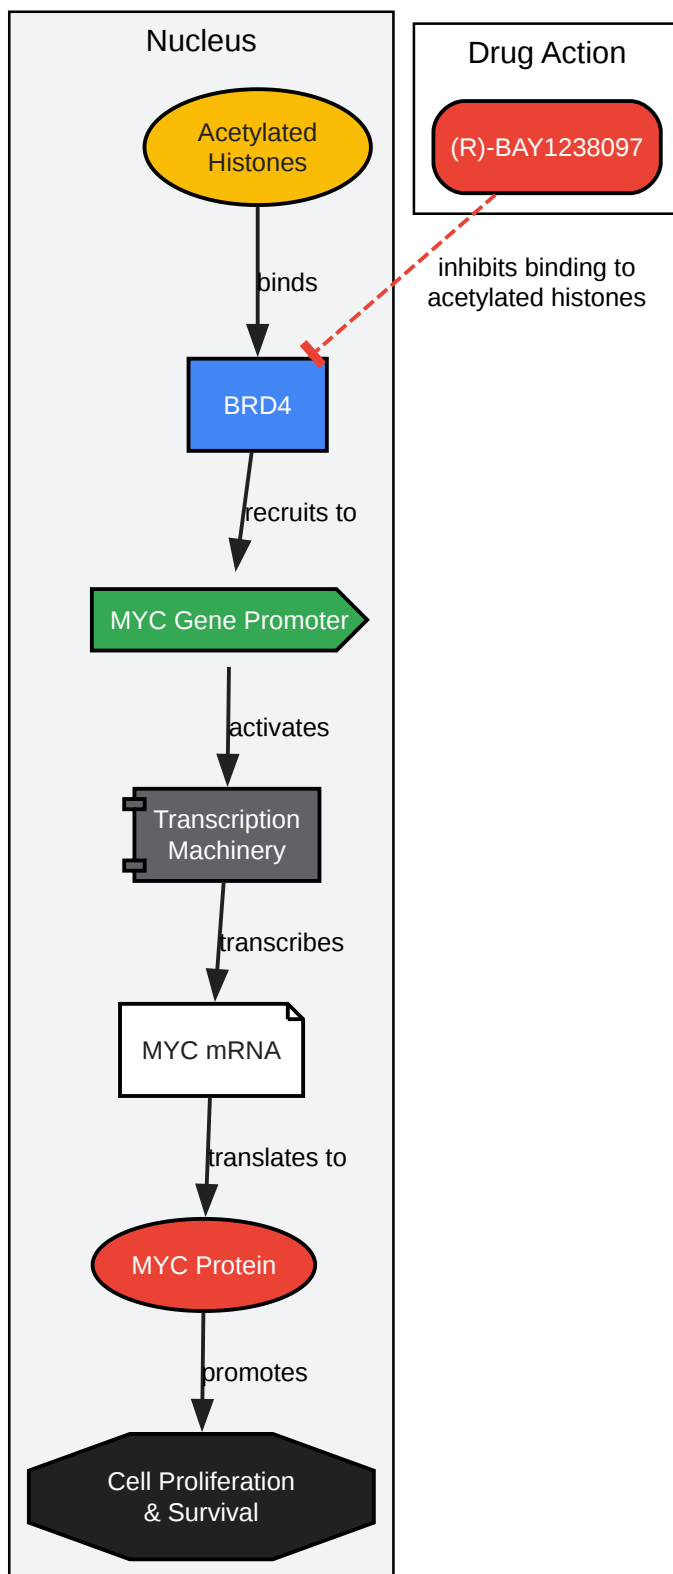 Nucleus
Drug Action
Acetylated
Histones
(R)-BAY1238097
binds
inhibits binding to
acetylated histones
BRD4
recruits to
MYC Gene Promoter
activates
Transcription
Machinery
transcribes
MYC mRNA
translates to
MYC Protein
promotes
Cell Proliferation
& Survival